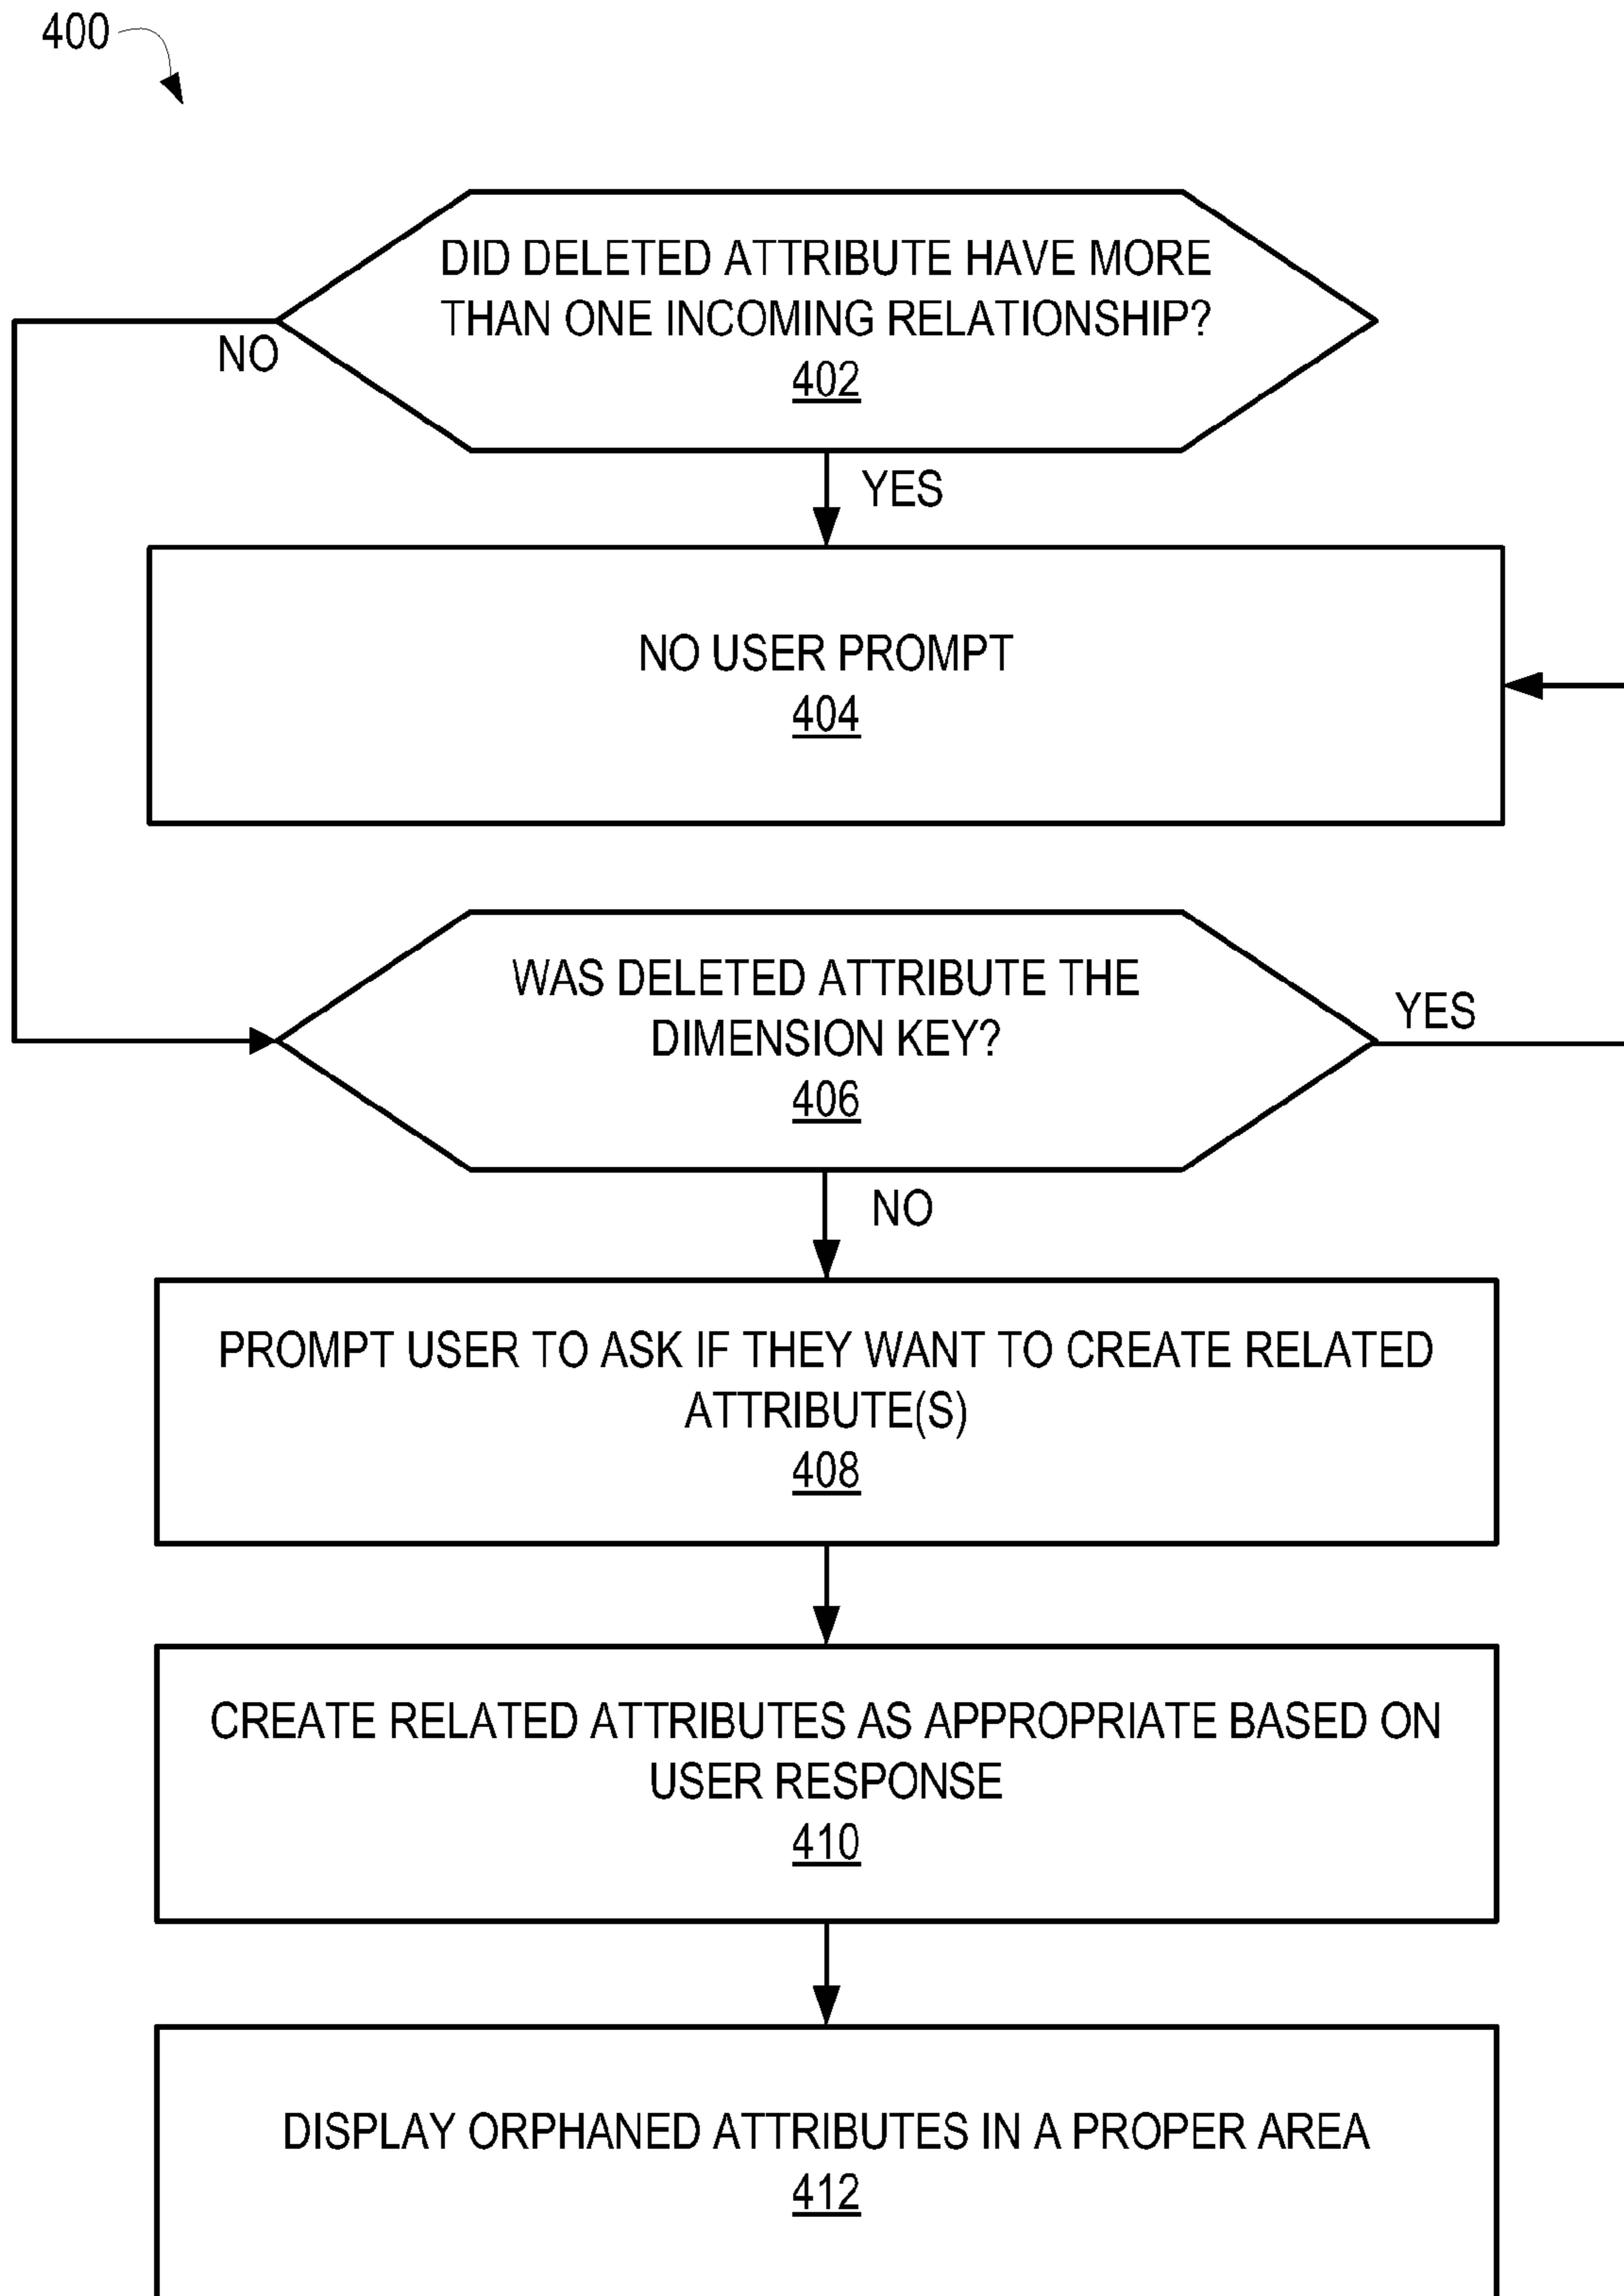 400
DID DELETED ATTRIBUTE HAVE MORE
THAN ONE INCOMING RELATIONSHIP?
402
NO
YES
NO USER PROMPT
404
WAS DELETED ATTRIBUTE THE
DIMENSION KEY?
406
YES
NO
PROMPT USER TO ASK IF THEY WANT TO CREATE RELATED
ATTRIBUTE(S)
408
CREATE RELATED ATTRIBUTES AS APPROPRIATE BASED ON
USER RESPONSE
410
DISPLAY ORPHANED ATTRIBUTES IN A PROPER AREA
412